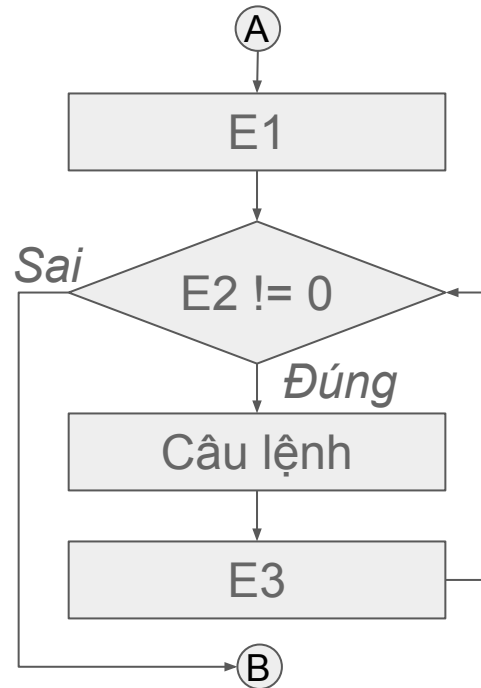 A
E1
Sai
E2 != 0
Đúng
Câu lệnh
E3
B